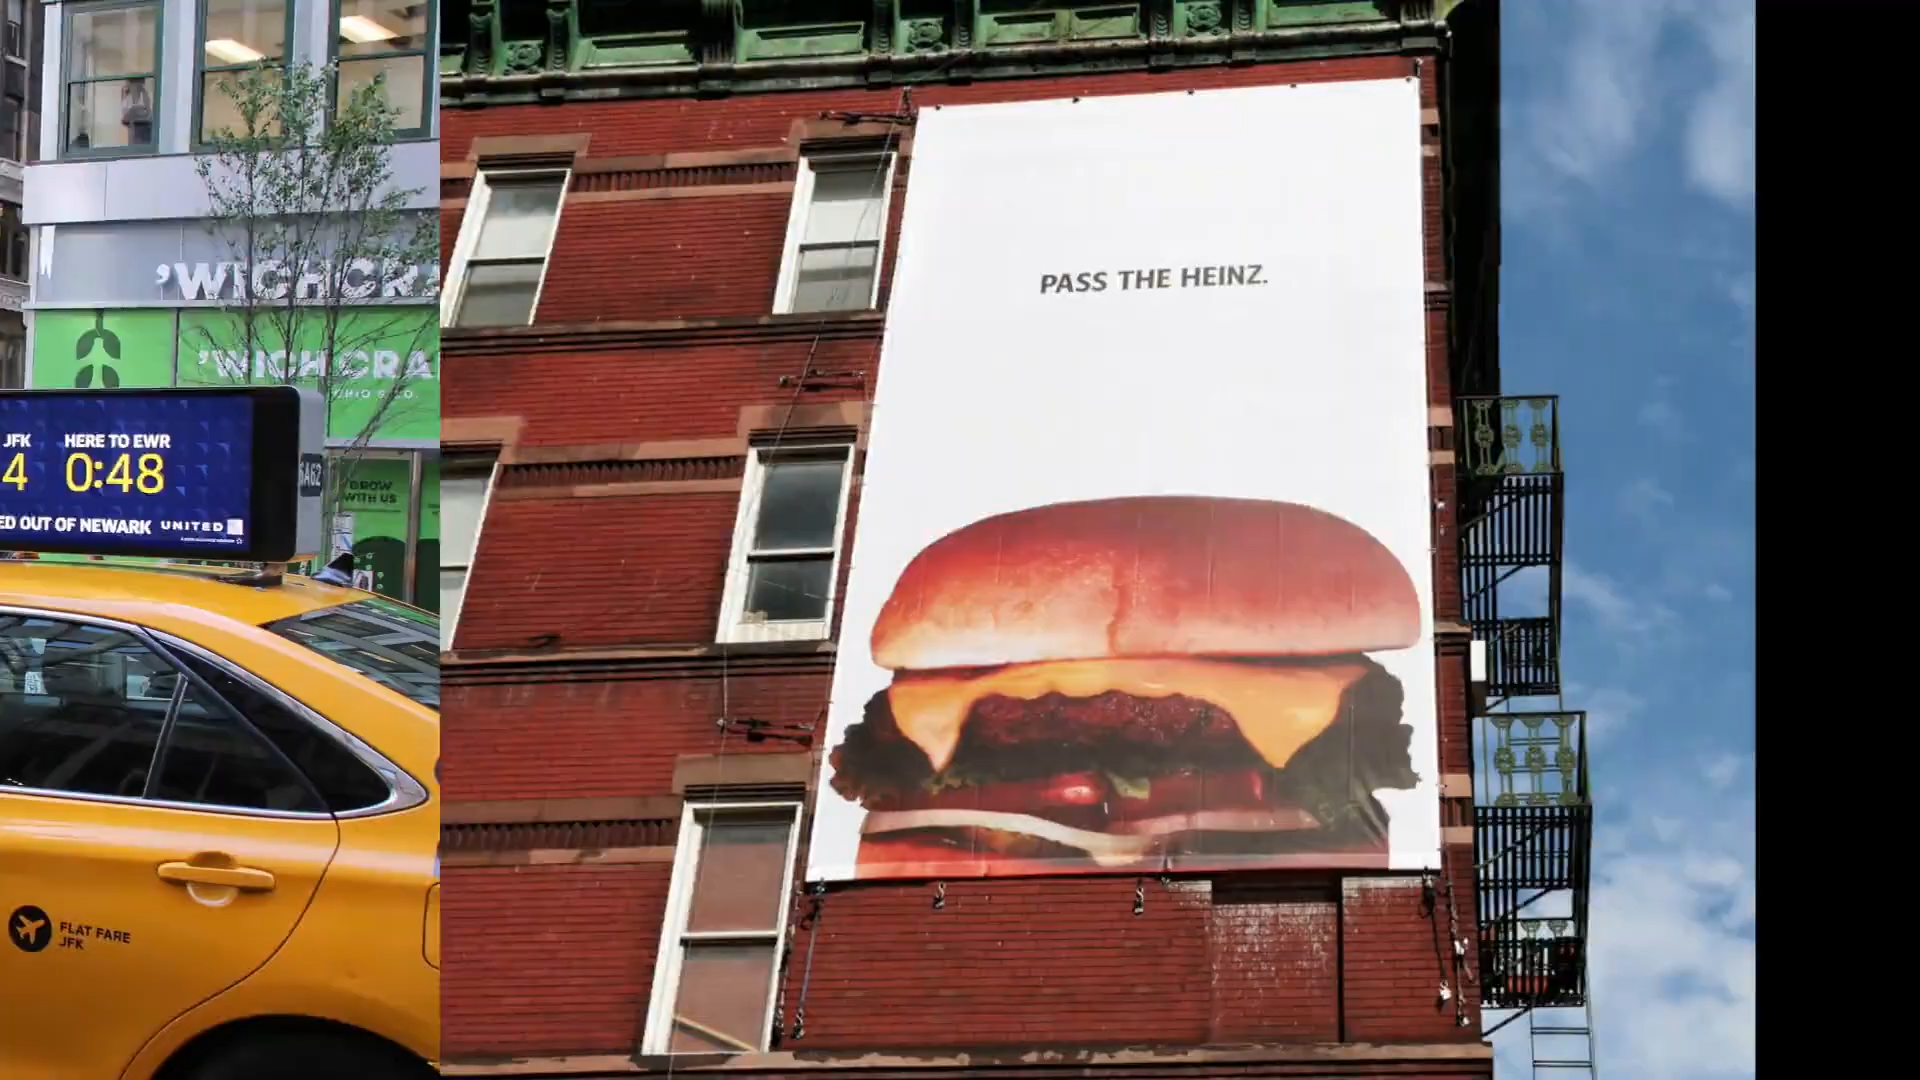 'WICHCRA
'WICHCRA
JFK HERE TO EWR
4 0:48
6A62
GROW
WITH US
ED OUT OF NEWARK UNITED
FLAT FARE
JFK
PASS THE HEINZ.